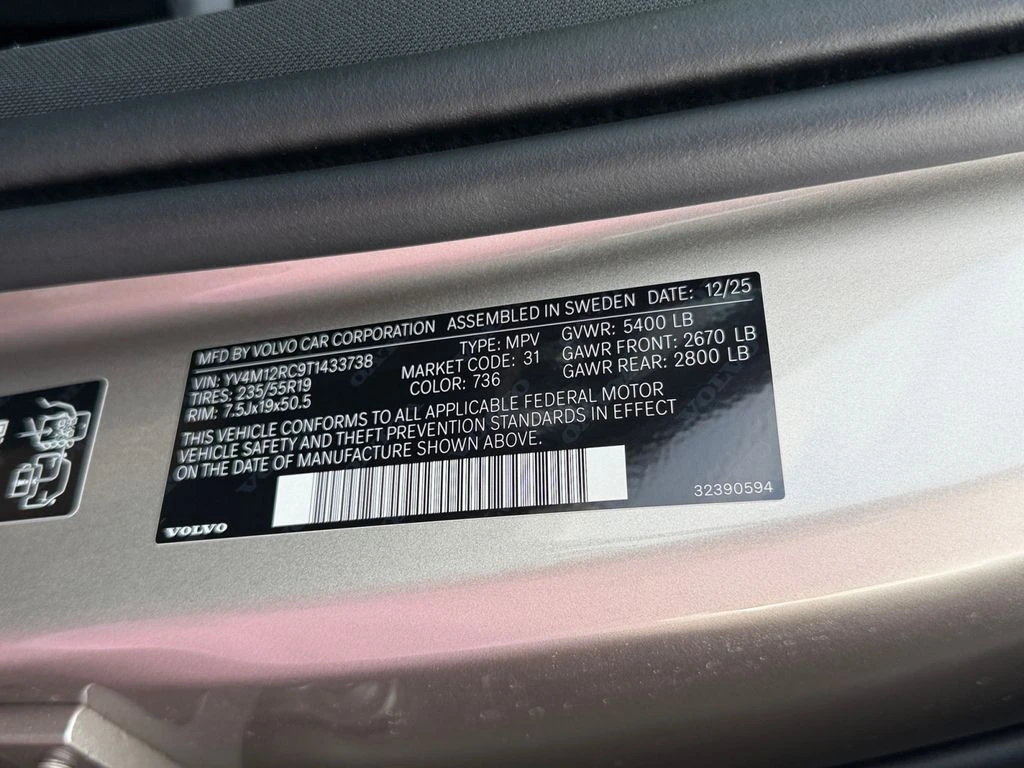 MFD BY VOLVO CAR CORPORATION ASSEMBLED IN SWEDEN DATE: 12/25
VIN: YV4M12RC9T1433738 TYPE: MPV GVWR: 5400 LB
TIRES: 235/55R19 MARKET CODE: 31 GAWR FRONT: 2670 LB
RIM: 7.5Jx19x50.5 COLOR: 736 GAWR REAR: 2800 LB
THIS VEHICLE CONFORMS TO ALL APPLICABLE FEDERAL MOTOR
VEHICLE SAFETY AND THEFT PREVENTION STANDARDS IN EFFECT
ON THE DATE OF MANUFACTURE SHOWN ABOVE.
32390594
VOLVO